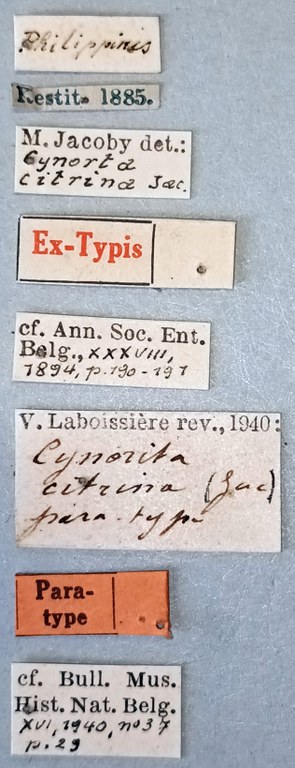 Philippinis
Restit. 1885.
M. Jacoby det.:
Cynorta
citrina Jac.
Ex-Typis
cf. Ann. Soc. Ent.
Belg., XXXVIII,
1894, p. 190-191
V. Laboissière rev., 1940:
Cynorita
citrina (Jac)
para-type
Para-
type
cf. Bull. Mus.
Hist. Nat. Belg.
XVI, 1940, no 37
p. 29